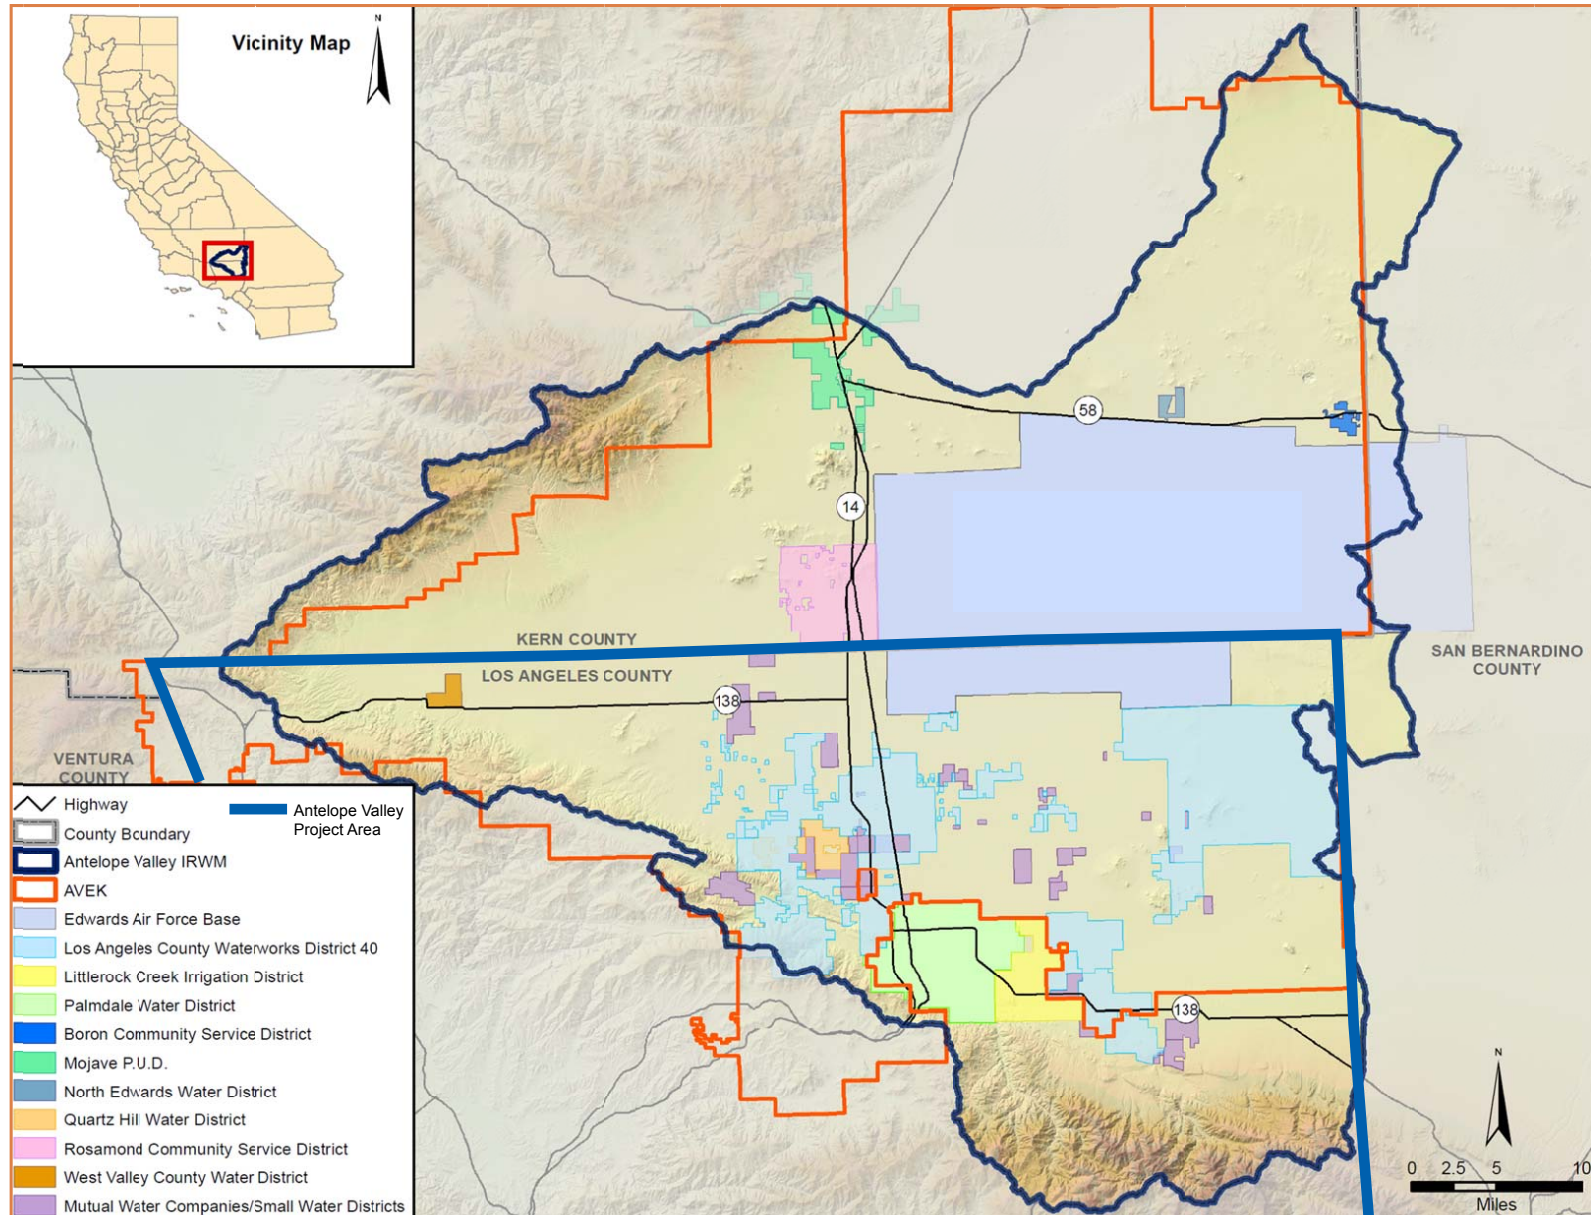 Vicinity Map
N
58
14
KERN COUNTY
LOS ANGELES COUNTY
138
SAN BERNARDINO
COUNTY
VENTURA
COUNTY
138
Highway
County Boundary
Antelope Valley IRWM
AVEK
Edwards Air Force Base
Los Angeles County Waterworks District 40
Littlerock Creek Irrigation District
Palmdale Water District
Boron Community Service District
Mojave P.U.D.
North Edwards Water District
Quartz Hill Water District
Rosamond Community Service District
West Valley County Water District
Mutual Water Companies/Small Water Districts
Antelope Valley
Project Area
N
0 2.5 5 10
Miles